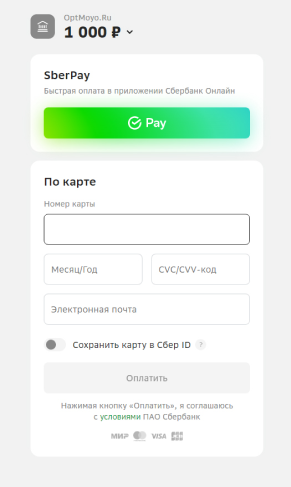 OptMoyo.Ru
1 000 ₽
SberPay
Быстрая оплата в приложении Сбербанк Онлайн
Pay
По карте
Номер карты
Месяц/Год
CVC/CVV-код
Электронная почта
Сохранить карту в Сбер ID ?
Оплатить
Нажимая кнопку «Оплатить», я соглашаюсь
с условиями ПАО Сбербанк
МИР VISA JCB